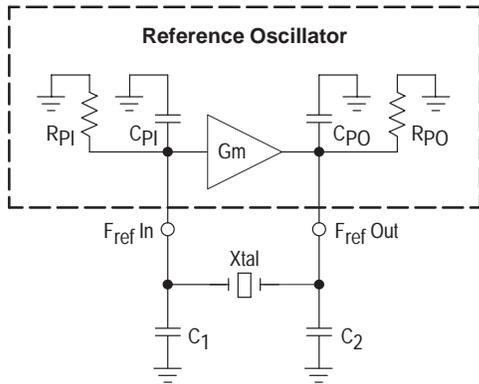 Reference Oscillator
RPI
CPI
Gm
CPO
RPO
Fref In
Fref Out
Xtal
C1
C2